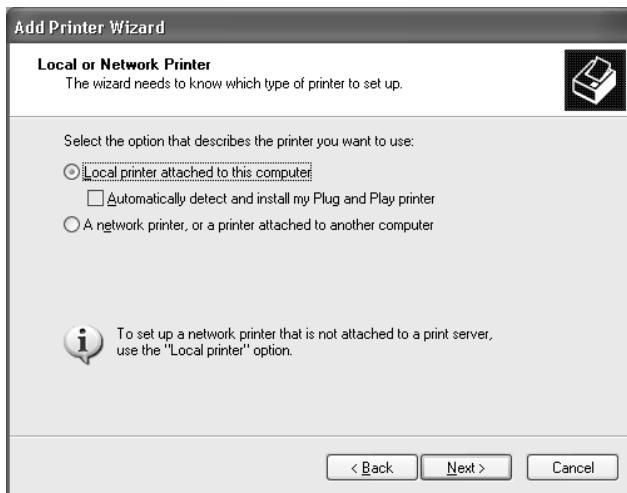 Add Printer Wizard
Local or Network Printer
The wizard needs to know which type of printer to set up.
Select the option that describes the printer you want to use:
Local printer attached to this computer
Automatically detect and install my Plug and Play printer
A network printer, or a printer attached to another computer
To set up a network printer that is not attached to a print server,
use the "Local printer" option.
< Back Next > Cancel